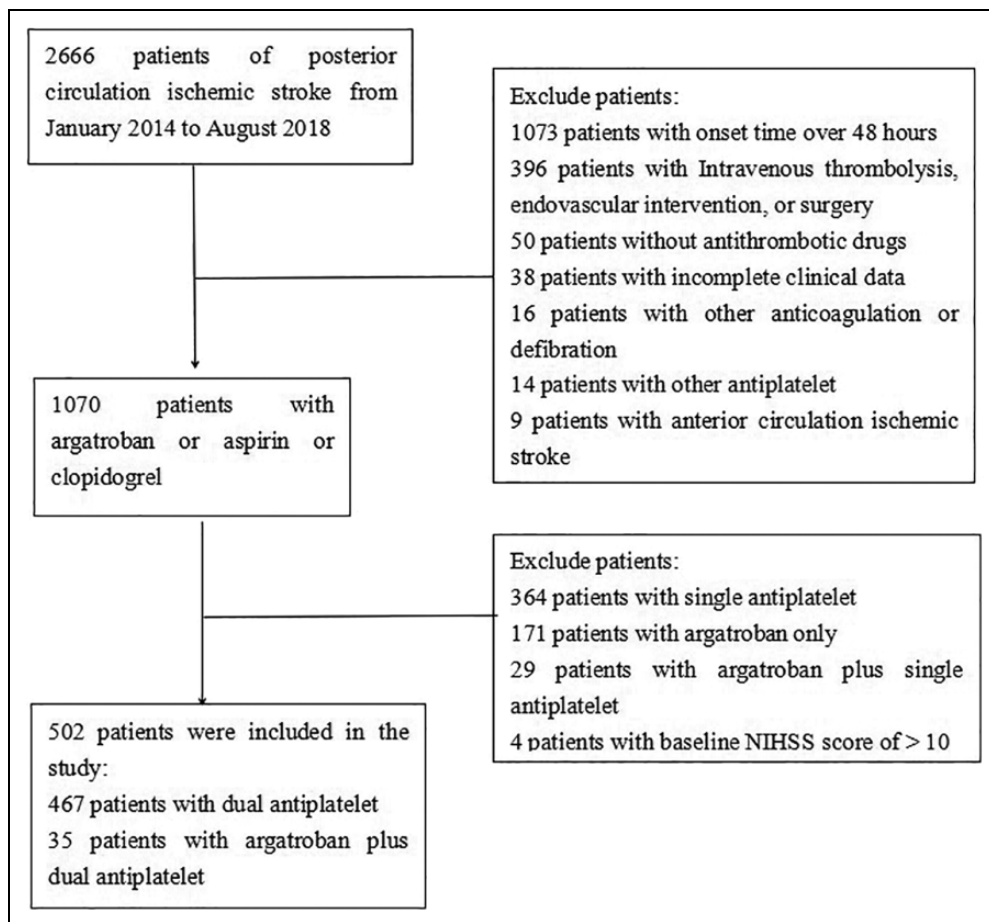 2666 patients of posterior
circulation ischemic stroke from
January 2014 to August 2018
Exclude patients:
1073 patients with onset time over 48 hours
396 patients with Intravenous thrombolysis,
endovascular intervention, or surgery
50 patients without antithrombotic drugs
38 patients with incomplete clinical data
16 patients with other anticoagulation or
defibration
14 patients with other antiplatelet
9 patients with anterior circulation ischemic
stroke
1070 patients with
argatroban or aspirin or
clopidogrel
Exclude patients:
364 patients with single antiplatelet
171 patients with argatroban only
29 patients with argatroban plus single
antiplatelet
4 patients with baseline NIHSS score of > 10
502 patients were included in the
study:
467 patients with dual antiplatelet
35 patients with argatroban plus
dual antiplatelet